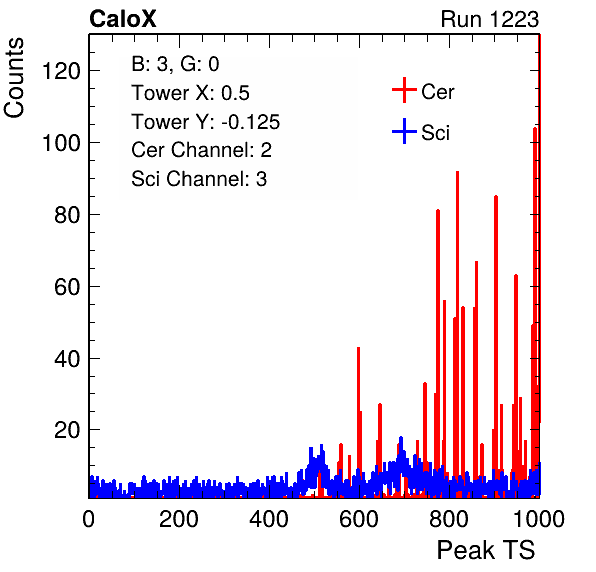 CaloX
Run 1223
Counts
B: 3, G: 0
Tower X: 0.5
Tower Y: -0.125
Cer Channel: 2
Sci Channel: 3
Cer
Sci
120
100
80
60
40
20
0 200 400 600 800 1000
Peak TS